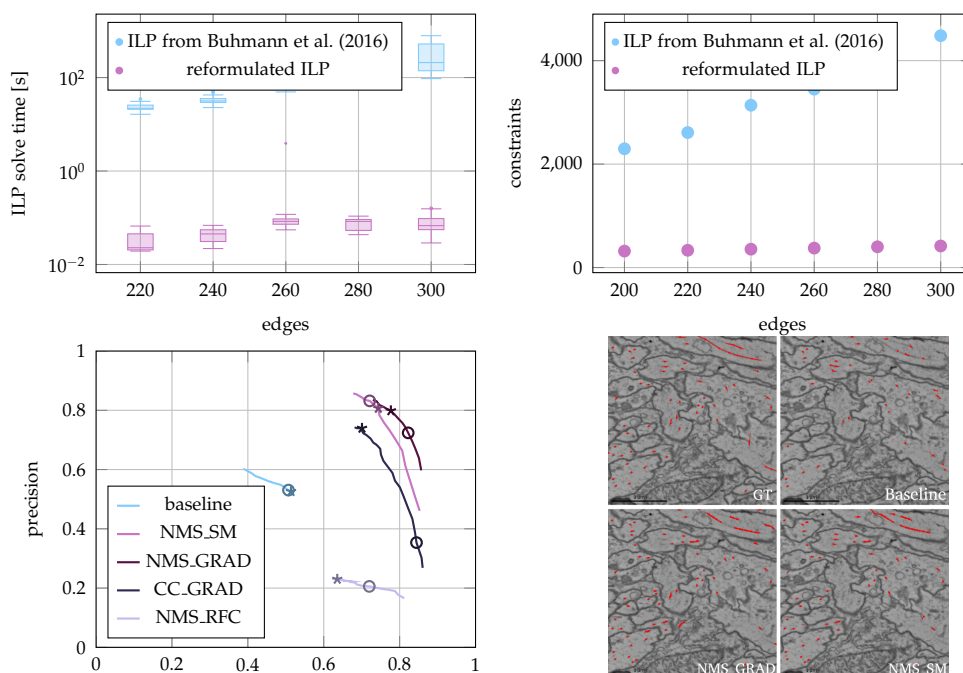 ILP from Buhmann et al. (2016)
reformulated ILP
ILP solve time [s]
10^2
10^0
10^−2
220 240 260 280 300
edges
ILP from Buhmann et al. (2016)
reformulated ILP
constraints
4,000
2,000
0
200 220 240 260 280 300
edges
precision
1
0.8
0.6
0.4
0.2
0
baseline
NMS_SM
NMS_GRAD
CC_GRAD
NMS_RFC
0 0.2 0.4 0.6 0.8 1
GT
Baseline
NMS_GRAD
NMS_SM